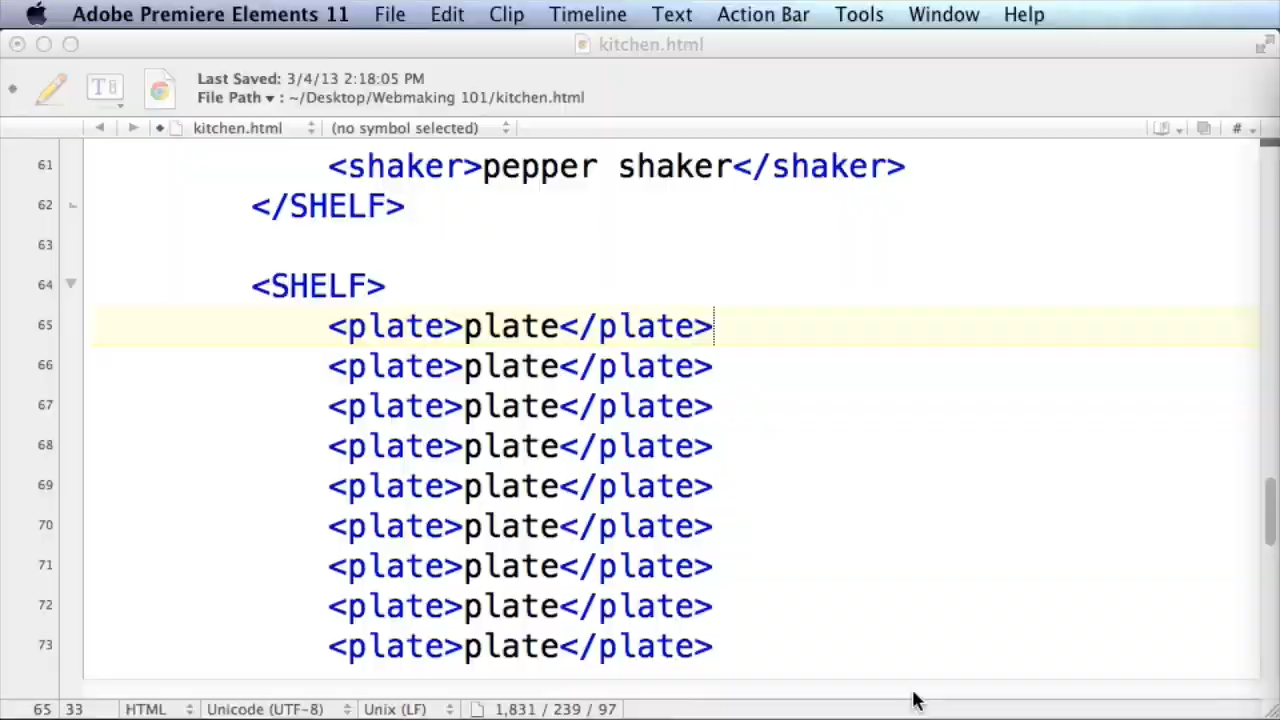 Adobe Premiere Elements 11 File Edit Clip Timeline Text Action Bar Tools Window Help
kitchen.html
Last Saved: 3/4/13 2:18:05 PM
File Path ▾ : ~/Desktop/Webmaking 101/kitchen.html
kitchen.html (no symbol selected) #
61 <shaker>pepper shaker</shaker>
62 </SHELF>
63
64 <SHELF>
65 <plate>plate</plate>
66 <plate>plate</plate>
67 <plate>plate</plate>
68 <plate>plate</plate>
69 <plate>plate</plate>
70 <plate>plate</plate>
71 <plate>plate</plate>
72 <plate>plate</plate>
73 <plate>plate</plate>
65 33 HTML Unicode (UTF-8) Unix (LF) 1,831 / 239 / 97